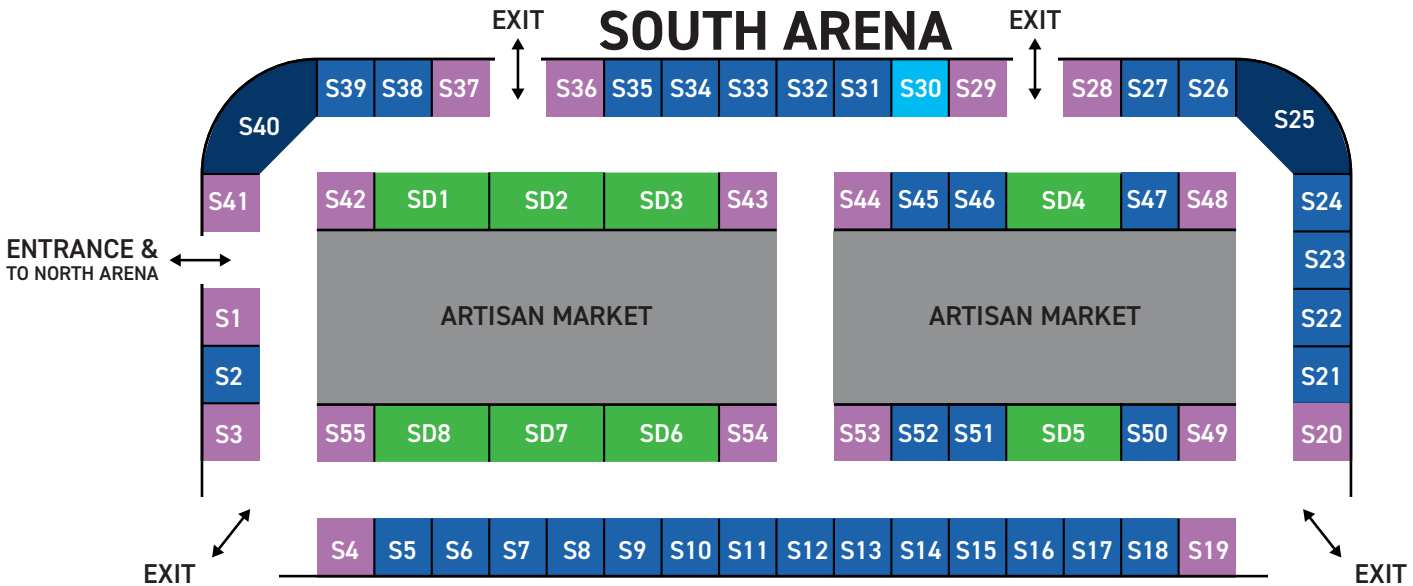 SOUTH ARENA
EXIT
EXIT
S39 S38 S37 S36 S35 S34 S33 S32 S31 S30 S29 S28 S27 S26
S40
S25
S41
S42 SD1 SD2 SD3 S43 S44 S45 S46 SD4 S47 S48
S24
ENTRANCE &
TO NORTH ARENA
S23
S1
ARTISAN MARKET
ARTISAN MARKET
S22
S2
S21
S3
S55 SD8 SD7 SD6 S54 S53 S52 S51 SD5 S50 S49
S20
S4 S5 S6 S7 S8 S9 S10 S11 S12 S13 S14 S15 S16 S17 S18 S19
EXIT
EXIT